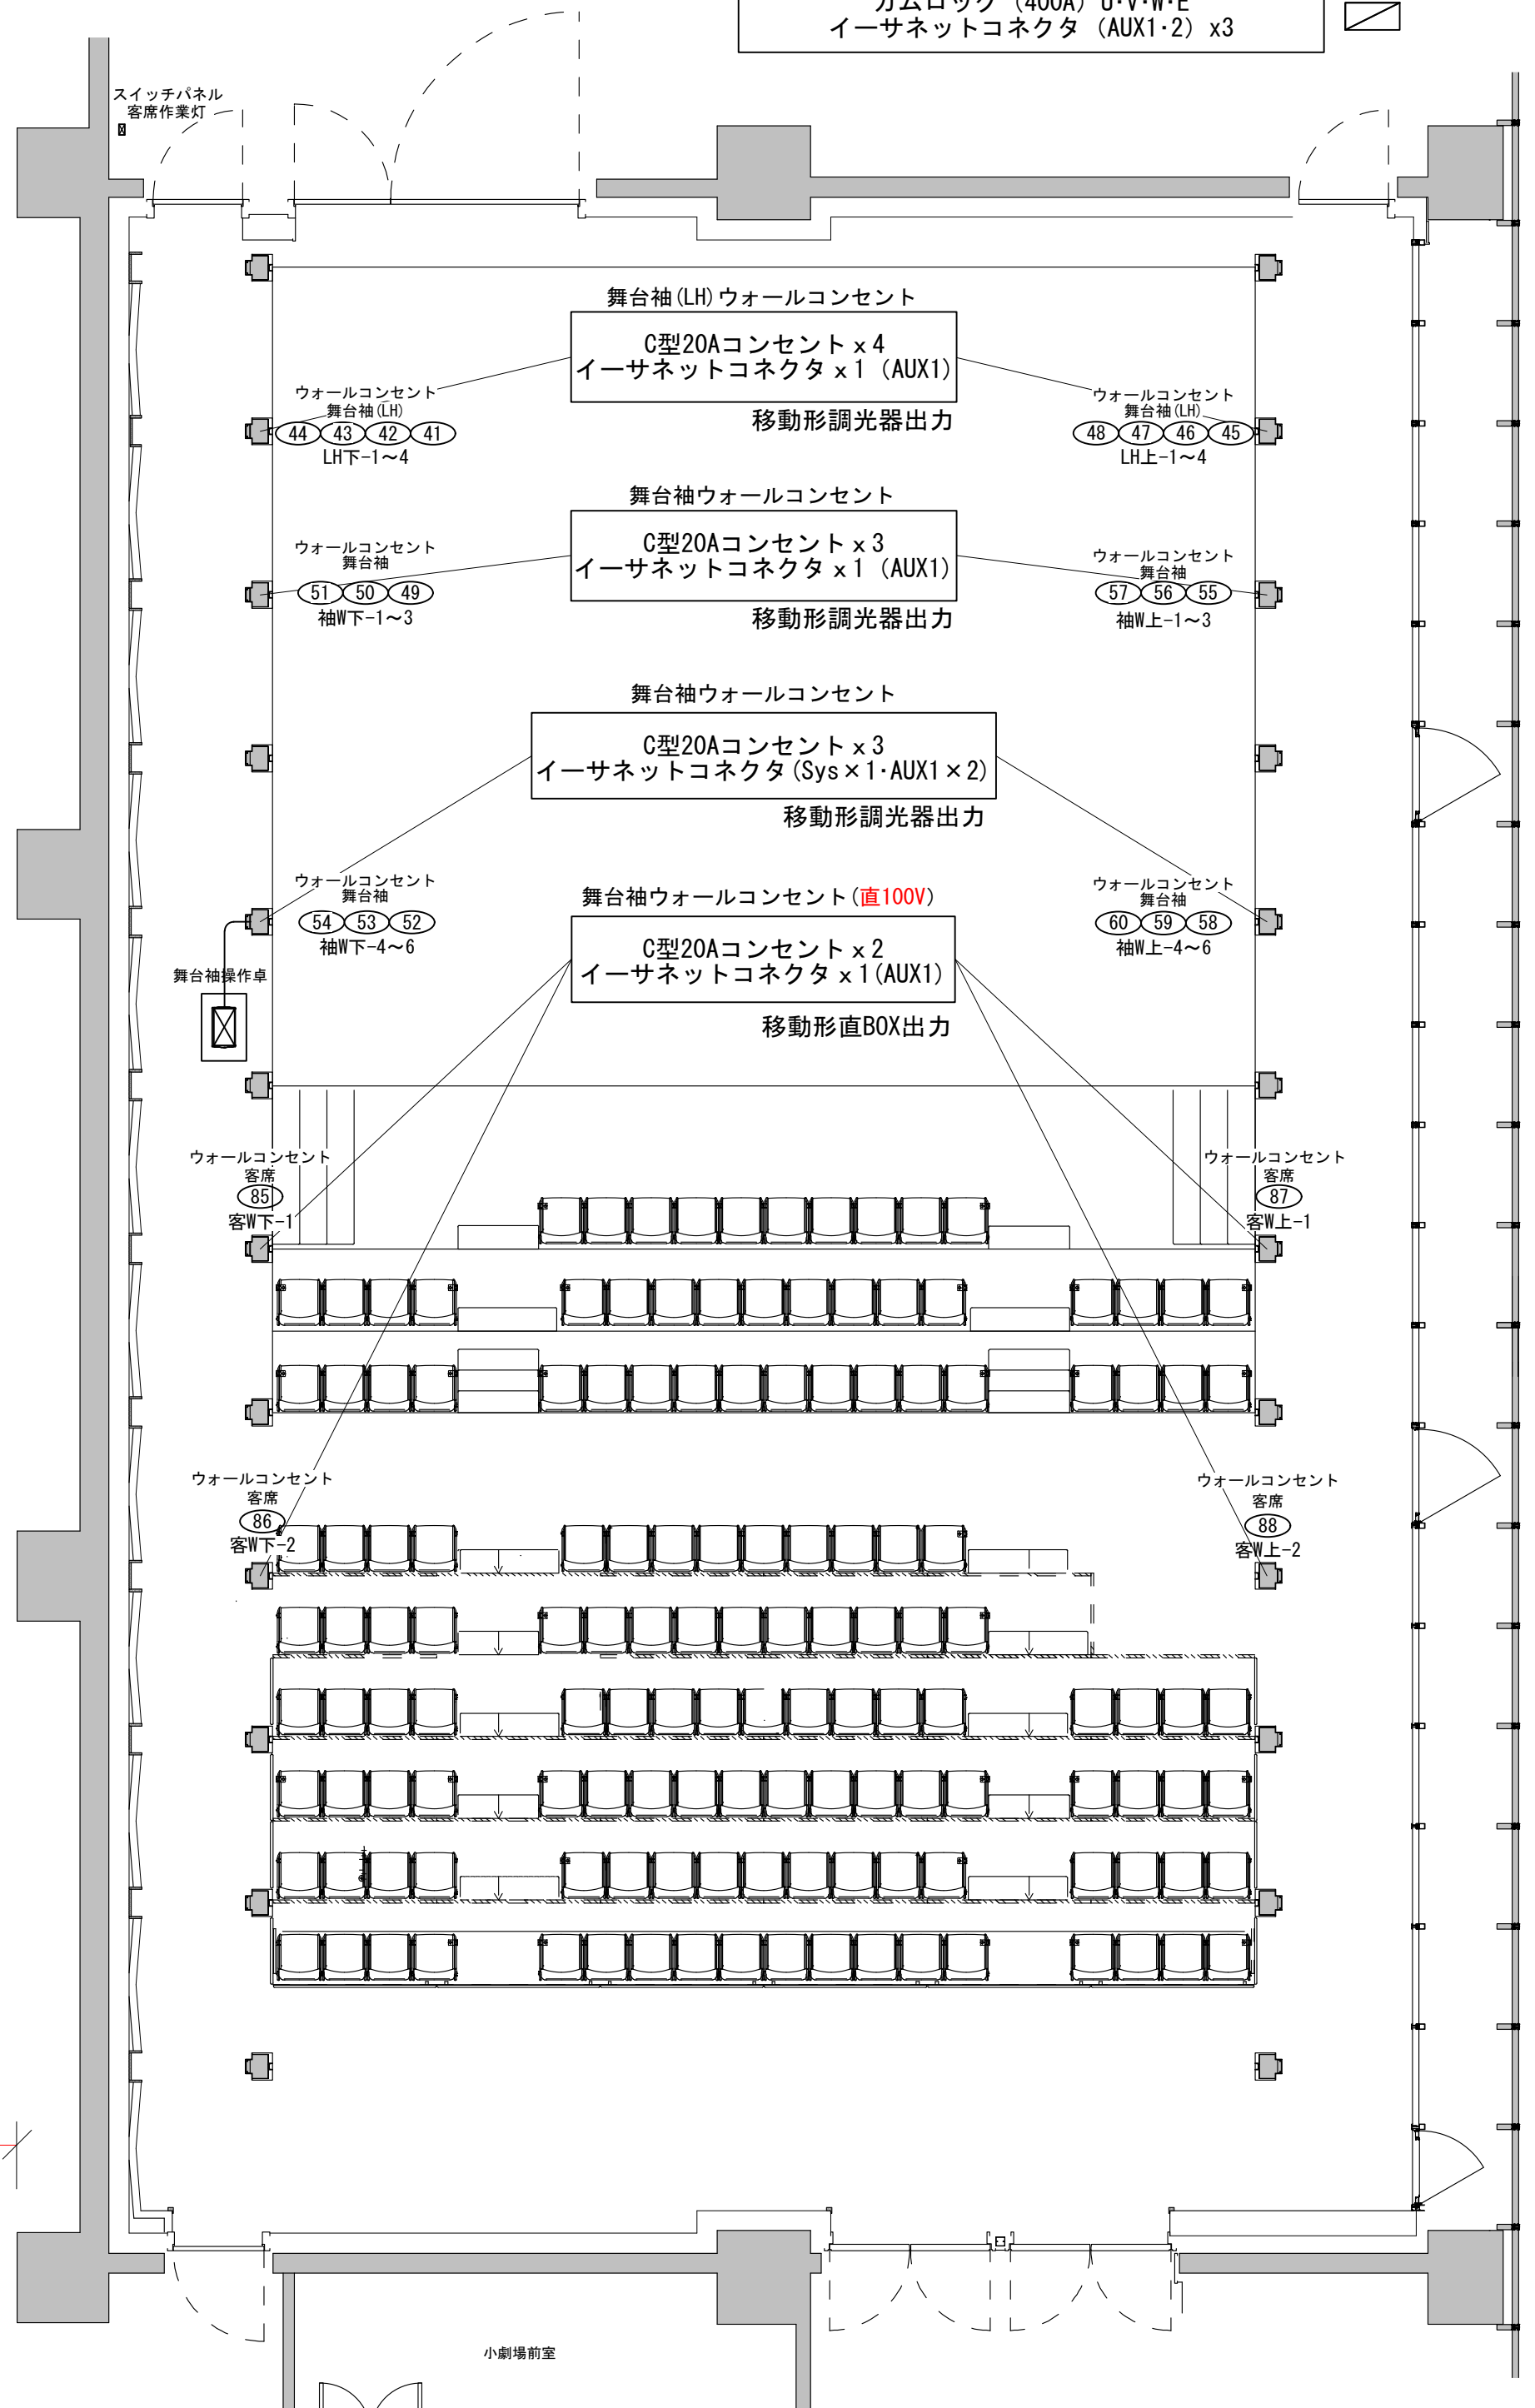 カムロック (400A) U・V・W・E
イーサネットコネクタ (AUX1・2) x3
スイッチパネル
客席作業灯
舞台袖(LH)ウォールコンセント
C型20Aコンセントx4
イーサネットコネクタx1 (AUX1)
移動形調光器出力
ウォールコンセント
舞台袖(LH)
44 43 42 41
LH下-1〜4
ウォールコンセント
舞台袖(LH)
48 47 46 45
LH上-1〜4
舞台袖ウォールコンセント
C型20Aコンセントx3
イーサネットコネクタx1 (AUX1)
移動形調光器出力
ウォールコンセント
舞台袖
51 50 49
袖W下-1〜3
ウォールコンセント
舞台袖
57 56 55
袖W上-1〜3
舞台袖ウォールコンセント
C型20Aコンセントx3
イーサネットコネクタ(Sys×1・AUX1×2)
移動形調光器出力
ウォールコンセント
舞台袖
54 53 52
袖W下-4〜6
ウォールコンセント
舞台袖
60 59 58
袖W上-4〜6
舞台袖ウォールコンセント(直100V)
C型20Aコンセントx2
イーサネットコネクタx1(AUX1)
移動形直BOX出力
舞台袖操作卓
ウォールコンセント
客席
85
客W下-1
ウォールコンセント
客席
87
客W上-1
ウォールコンセント
客席
86
客W下-2
ウォールコンセント
客席
88
客W上-2
小劇場前室